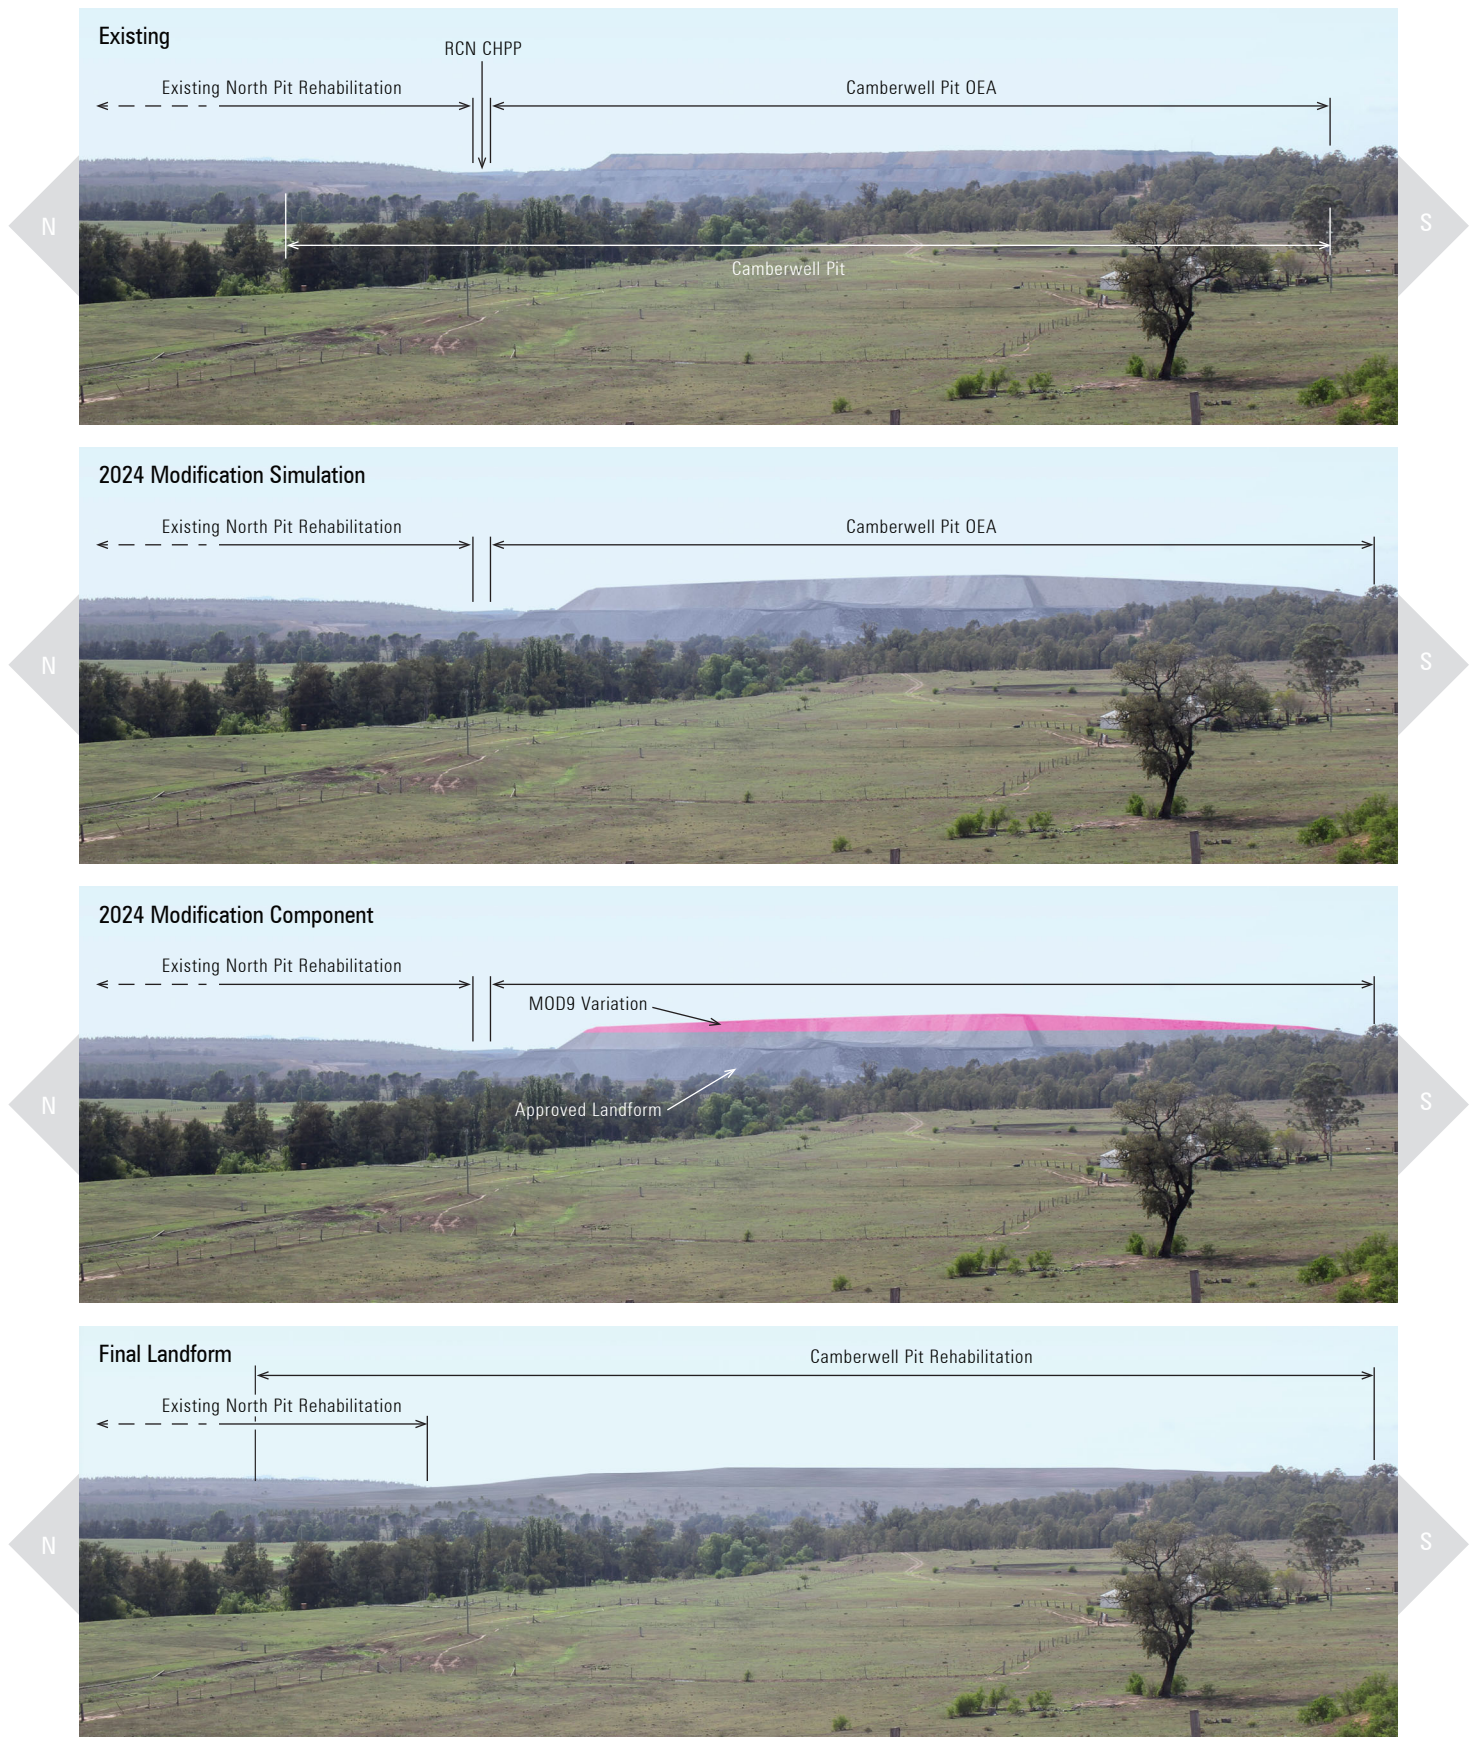 Existing
RCN CHPP
Existing North Pit Rehabilitation
Camberwell Pit OEA
N
S
Camberwell Pit
2024 Modification Simulation
Existing North Pit Rehabilitation
Camberwell Pit OEA
N
S
2024 Modification Component
Existing North Pit Rehabilitation
MOD9 Variation
N
S
Approved Landform
Final Landform
Camberwell Pit Rehabilitation
Existing North Pit Rehabilitation
N
S